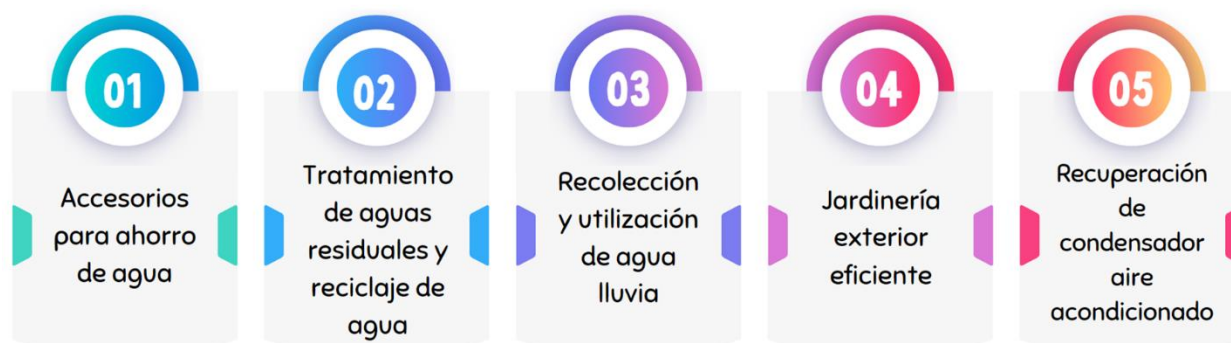 01
Accesorios
para ahorro
de agua
02
Tratamiento
de aguas
residuales y
reciclaje de
agua
03
Recolección
y utilización
de agua
lluvia
04
Jardinería
exterior
eficiente
05
Recuperación
de
condensador
aire
acondicionado